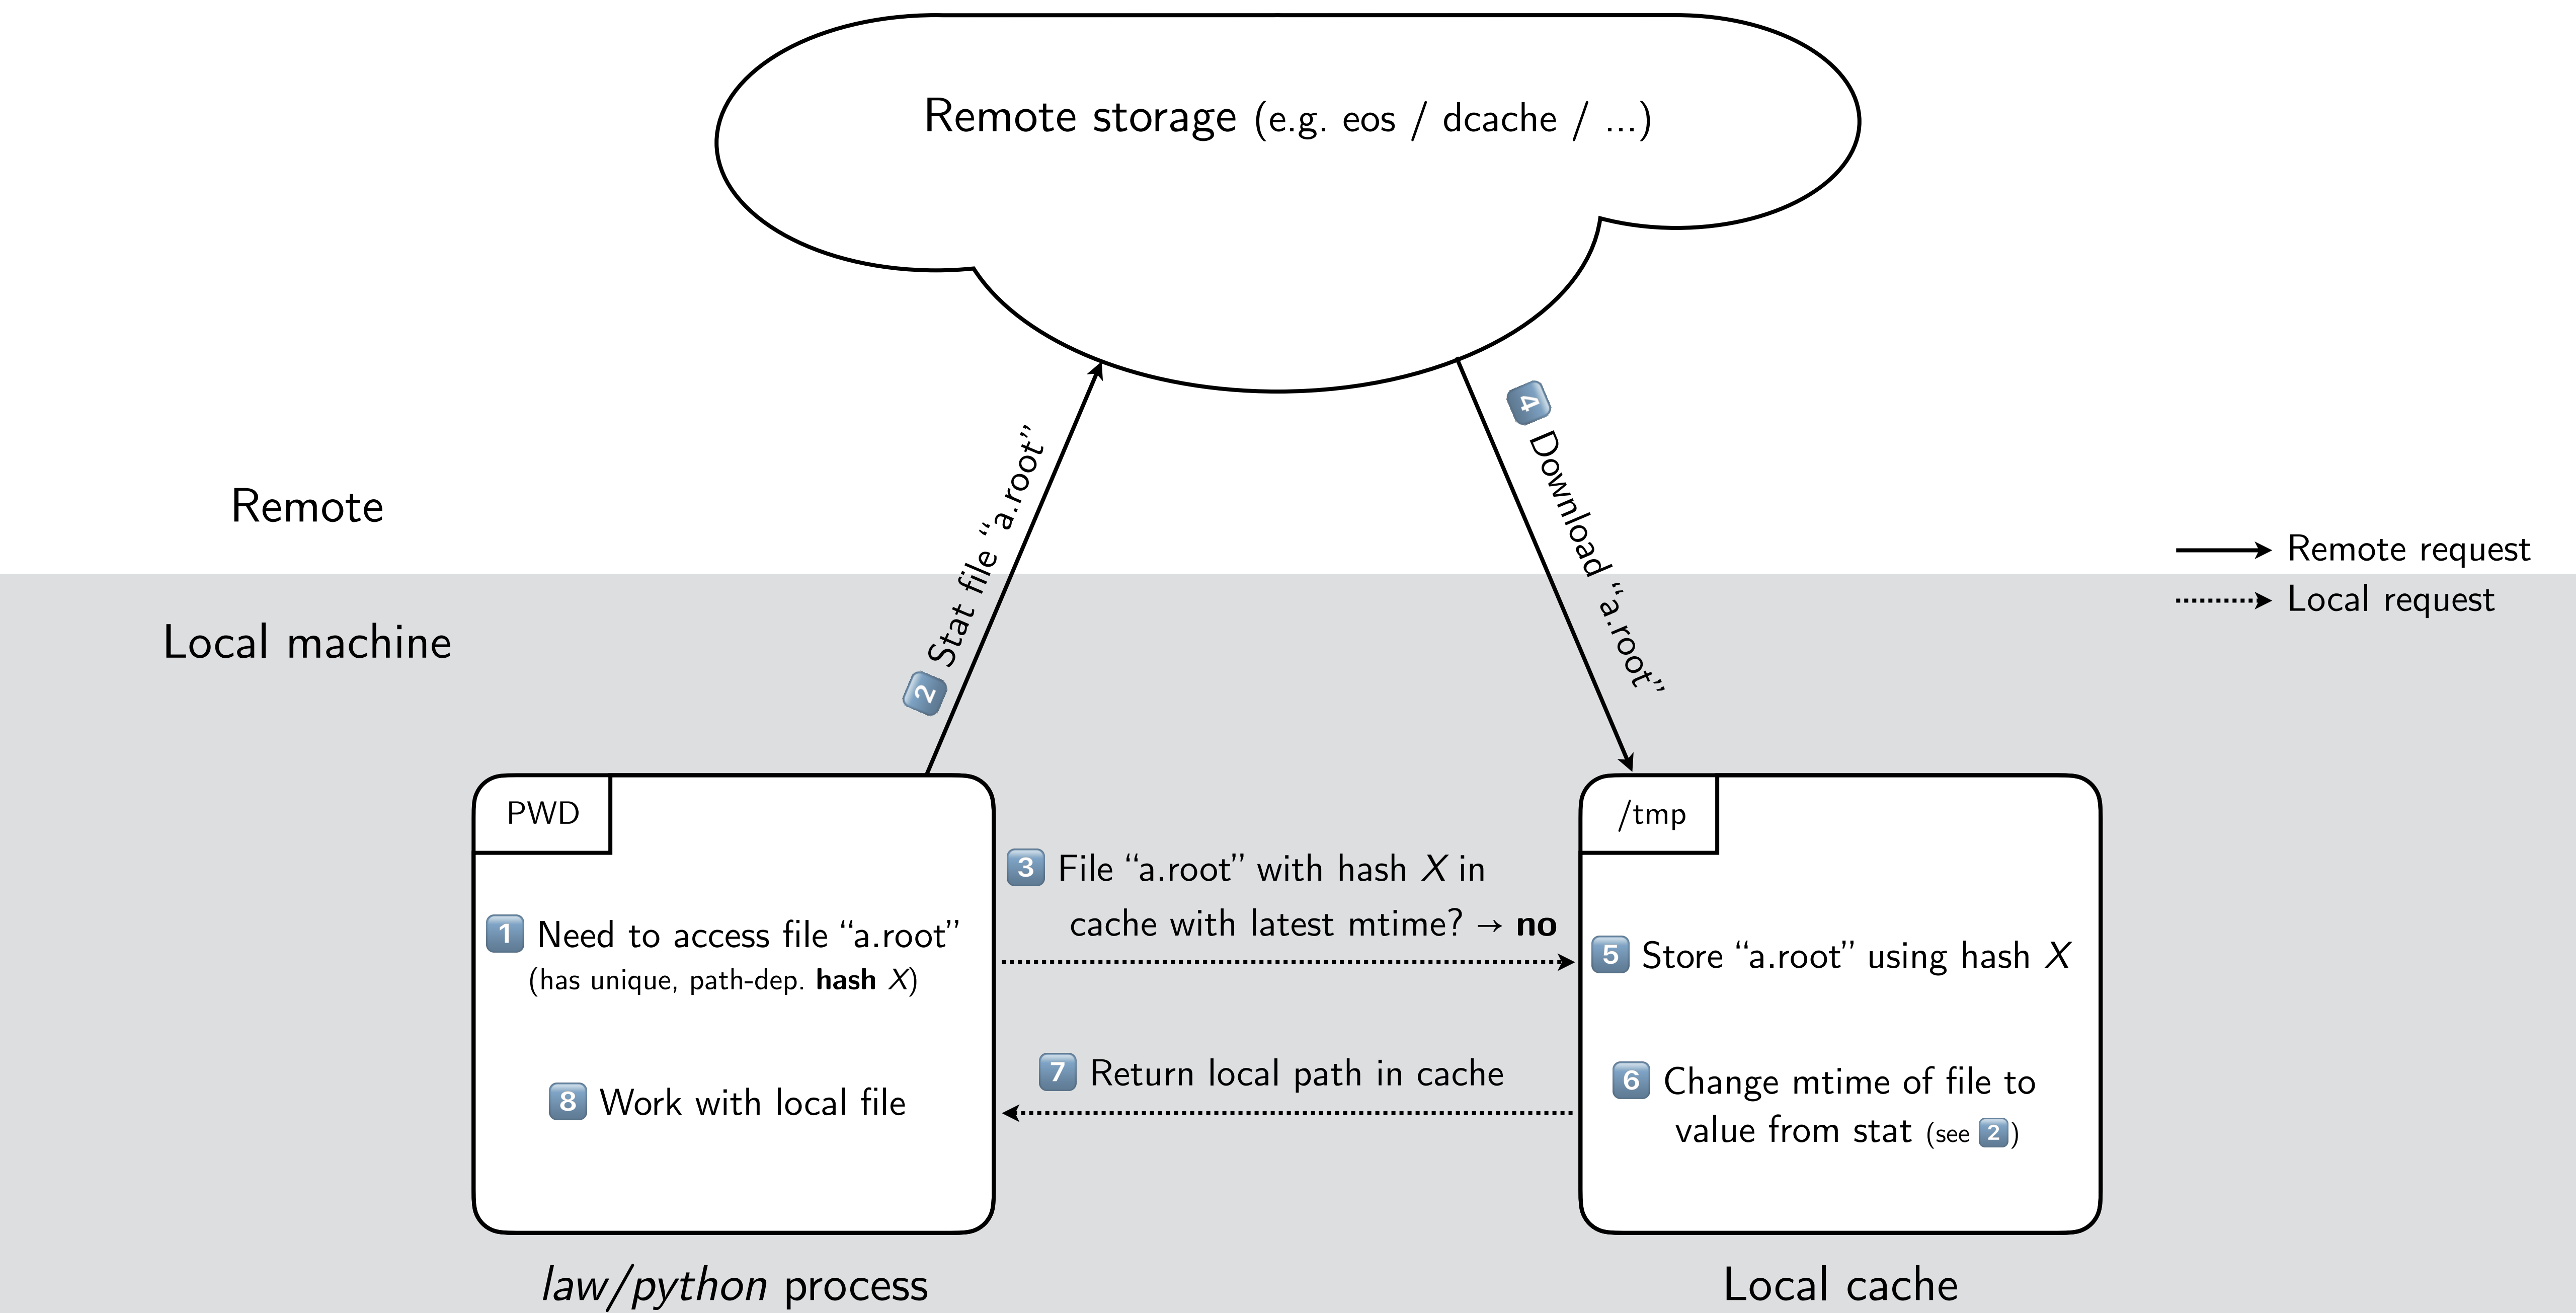 Remote storage (e.g. eos / dcache / ...)
2 Stat file “a.root”
4 Download “a.root”
Remote
Remote request
Local request
Local machine
PWD
1 Need to access file “a.root”
(has unique, path-dep. hash X)
8 Work with local file
3 File “a.root” with hash X in
cache with latest mtime? → no
7 Return local path in cache
/tmp
5 Store “a.root” using hash X
6 Change mtime of file to
value from stat (see 2)
law/python process
Local cache